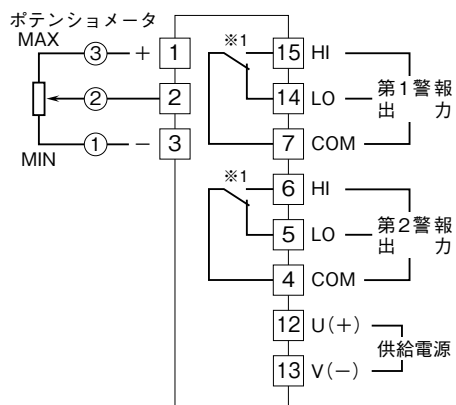 ポテンショメータ
MAX
③ + 1
② 2
① − 3
MIN
※1
15 HI
14 LO
7 COM
第1警報
出 力
※1
6 HI
5 LO
4 COM
第2警報
出 力
12 U(+)
13 V(−)
供給電源